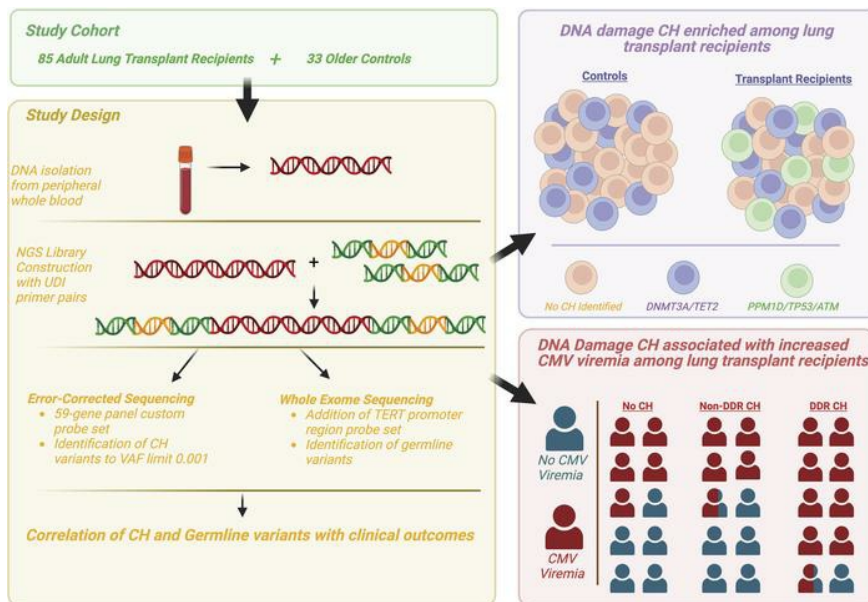 Study Cohort
85 Adult Lung Transplant Recipients + 33 Older Controls
Study Design
DNA isolation
from peripheral
whole blood
NGS Library
Construction
with UDI
primer pairs
+
Error-Corrected Sequencing
• 59-gene panel custom
probe set
• Identification of CH
variants to VAF limit 0.001
Whole Exome Sequencing
• Addition of TERT promoter
region probe set
• Identification of germline
variants
Correlation of CH and Germline variants with clinical outcomes
DNA damage CH enriched among lung
transplant recipients
Controls
Transplant Recipients
No CH Identified
DNMT3A/TET2
PPM1D/TP53/ATM
DNA Damage CH associated with increased
CMV viremia among lung transplant recipients
No CMV
Viremia
CMV
Viremia
No CH
Non-DDR CH
DDR CH